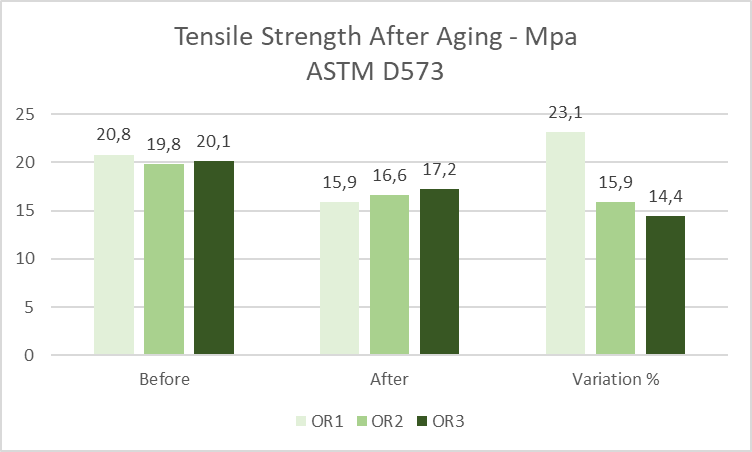 Tensile Strength After Aging - Mpa
ASTM D573
25
20
15
10
5
0
20,8
19,8
20,1
15,9
16,6
17,2
23,1
15,9
14,4
Before
After
Variation %
OR1
OR2
OR3